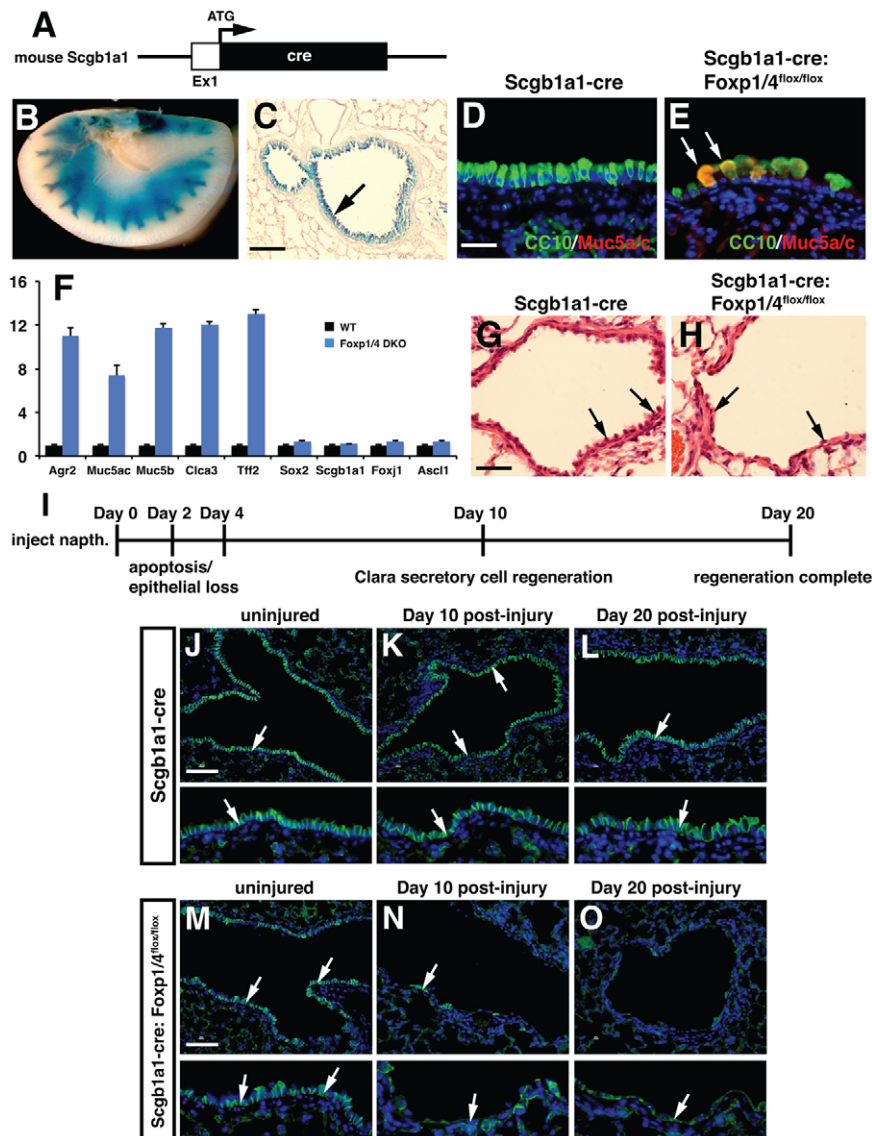 A
ATG
mouse Scgb1a1
cre
Ex1
Scgb1a1-cre
Scgb1a1-cre:
Foxp1/4flox/flox
B
C
D
CC10/Muc5a/c
E
CC10/Muc5a/c
F
16
12
8
4
0
WT
Foxp1/4 DKO
Agr2 Muc5ac Muc5b Clca3 Tff2 Sox2 Scgb1a1 Foxj1 Ascl1
Scgb1a1-cre
Scgb1a1-cre:
Foxp1/4flox/flox
G
H
I
Day 0 Day 2 Day 4 Day 10 Day 20
inject napth.
apoptosis/
epithelial loss
Clara secretory cell regeneration
regeneration complete
uninjured Day 10 post-injury Day 20 post-injury
Scgb1a1-cre
J
K
L
uninjured Day 10 post-injury Day 20 post-injury
Scgb1a1-cre: Foxp1/4flox/flox
M
N
O